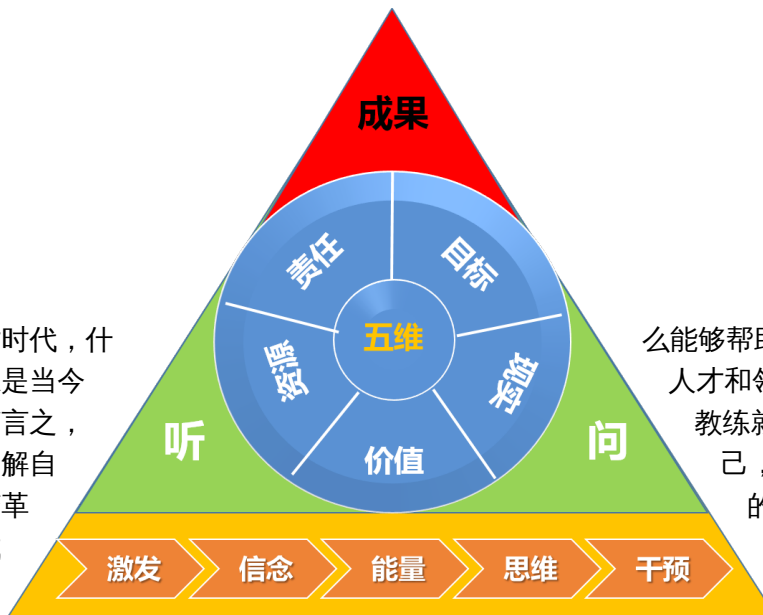 成果
责任
目标
五维
资源
现实
价值
时代，什
么能够帮
是当今
人才和
言之，
教练
听
问
解自
己，
革
的
激发
信念
能量
思维
干预